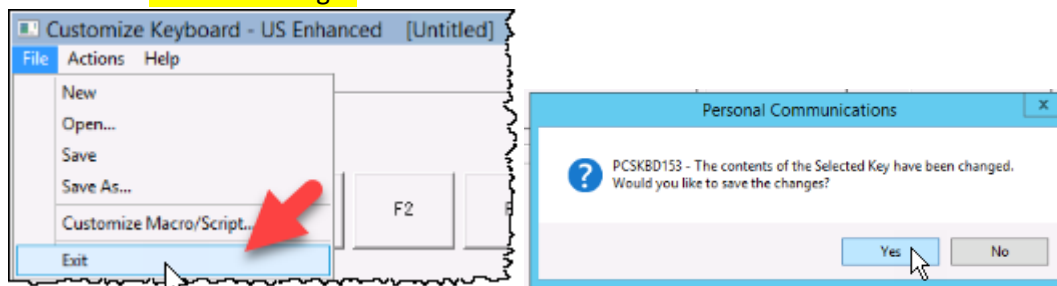 Customize Keyboard - US Enhanced [Untitled]
File Actions Help
New
Open...
Save
Save As...
Customize Macro/Script...
Exit
F2
Personal Communications
x
PCSKBD153 - The contents of the Selected Key have been changed.
Would you like to save the changes?
Yes No